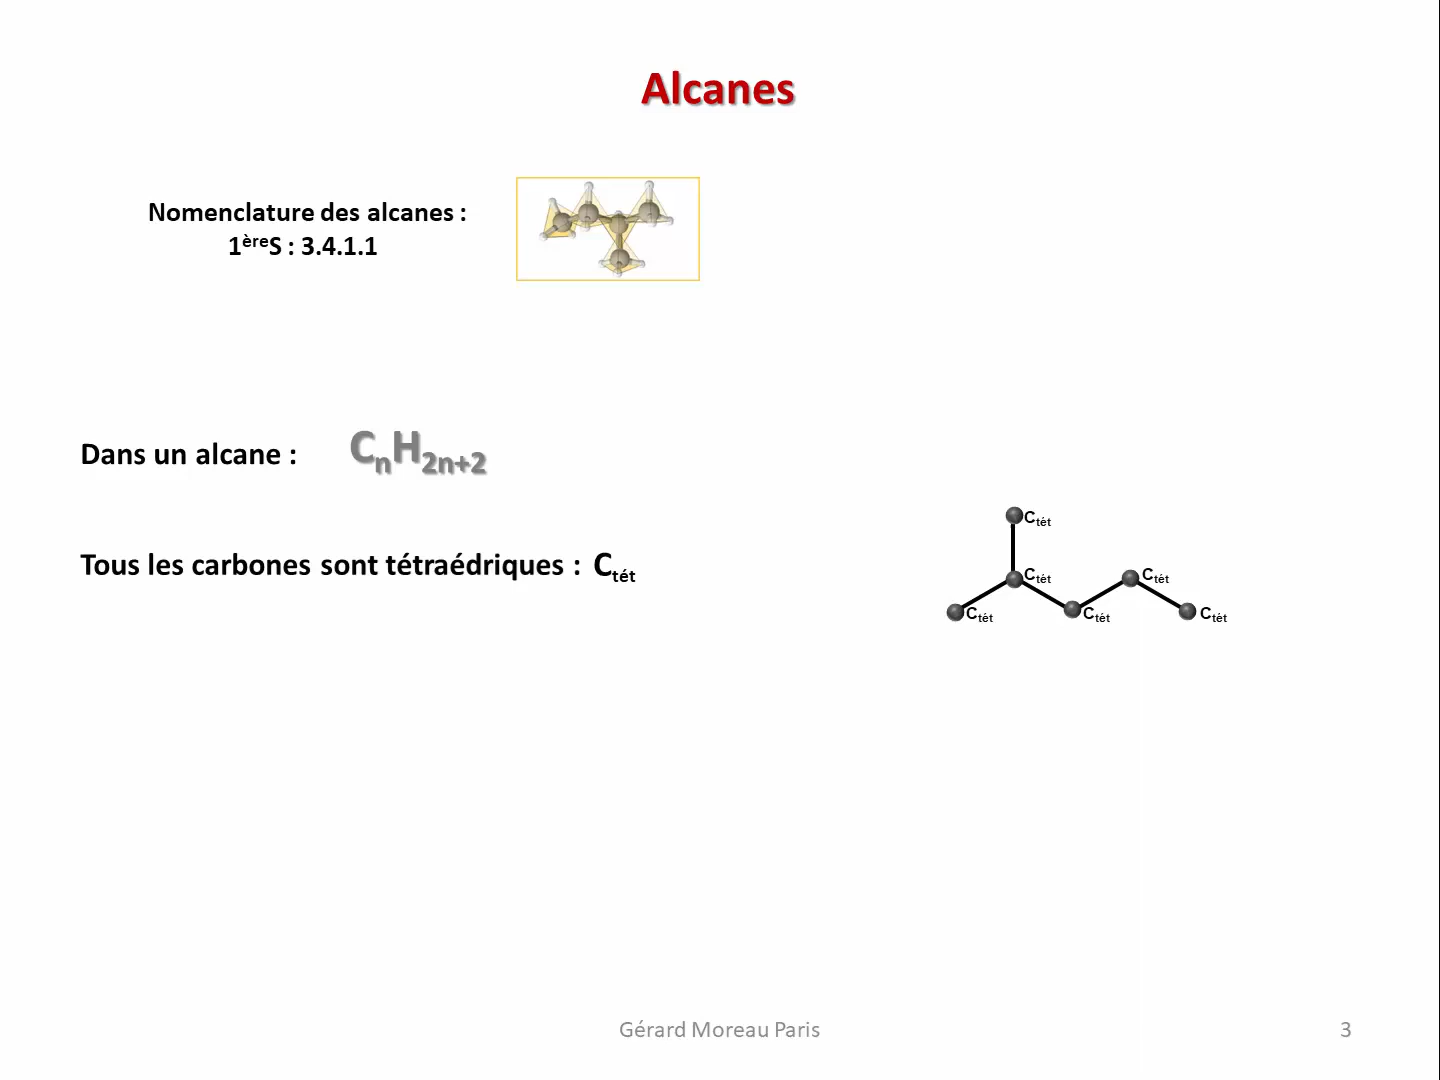 Alcanes
Nomenclature des alcanes :
1èreS : 3.4.1.1
Dans un alcane : CnH2n+2
Ctét
Tous les carbones sont tétraédriques : Ctét
Ctét Ctét
Ctét Ctét Ctét
Gérard Moreau Paris 3